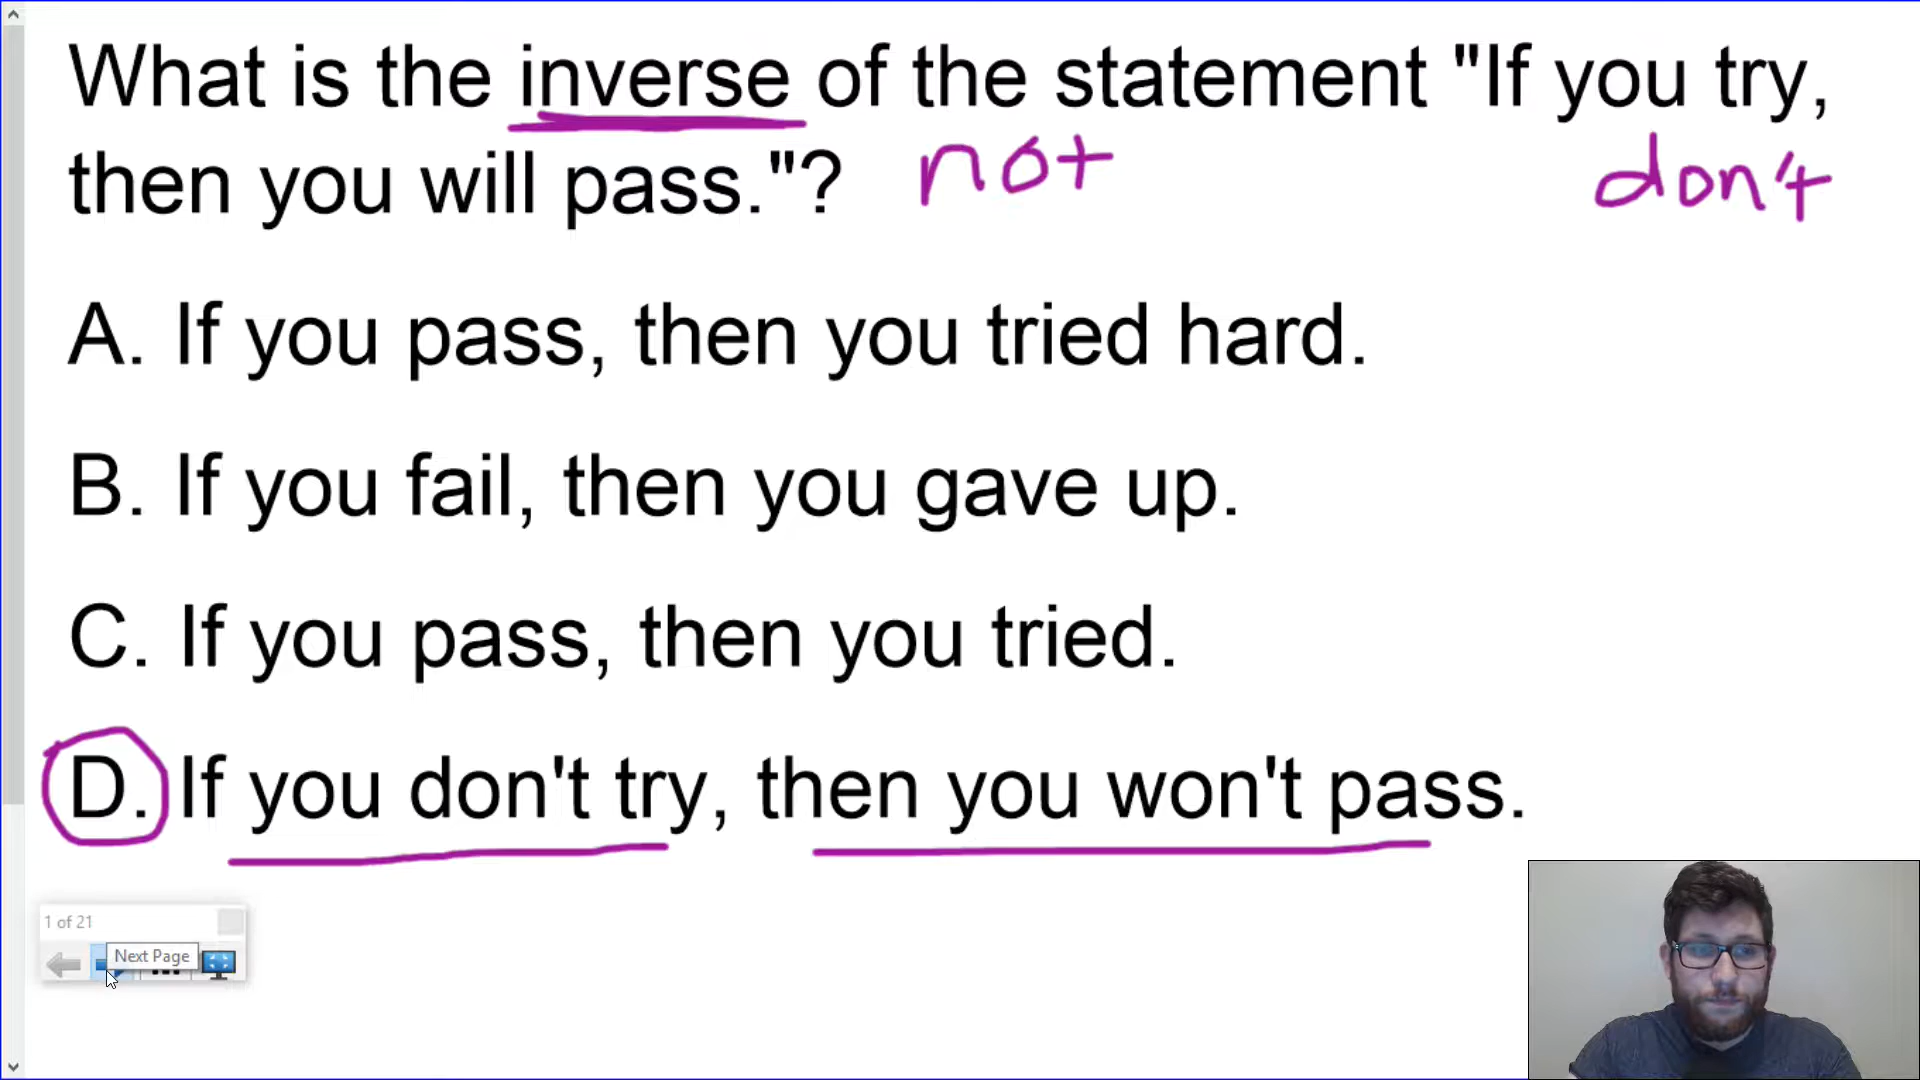 What is the inverse of the statement "If you try,
then you will pass."? not don't
A. If you pass, then you tried hard.
B. If you fail, then you gave up.
C. If you pass, then you tried.
D. If you don't try, then you won't pass.
1 of 21
Next Page